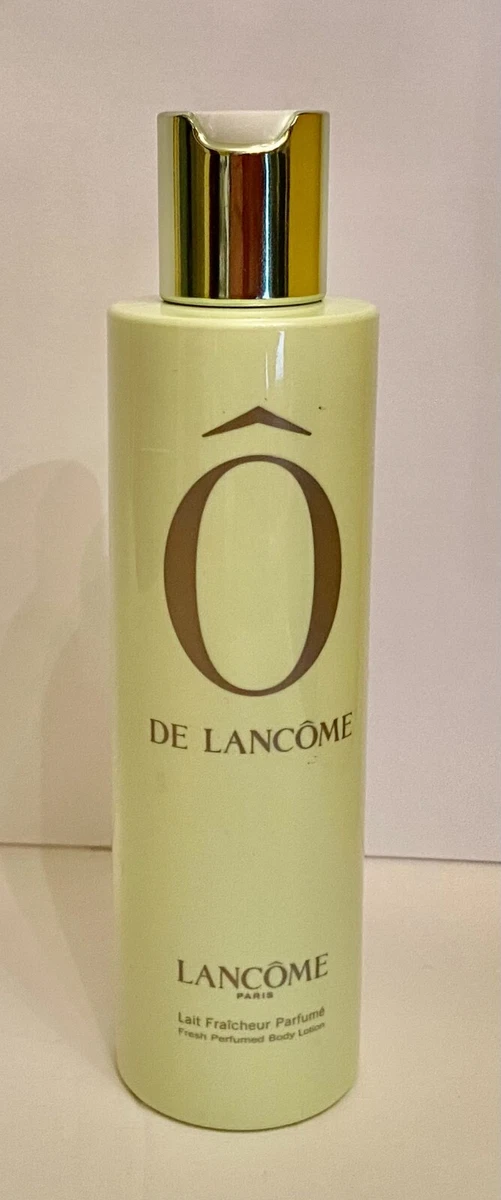 Ô
DE LANCÔME
LANCÔME
PARIS
Lait Fraîcheur Parfumé
Fresh Perfumed Body Lotion